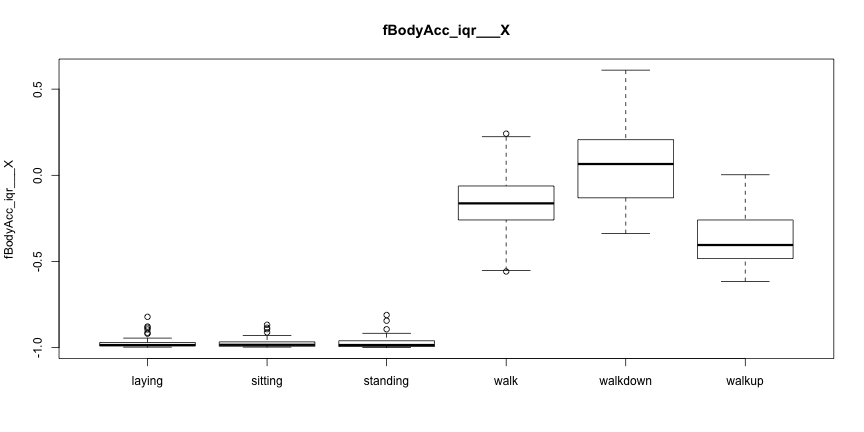 fBodyAcc_iqr___X
fBodyAcc_iqr___X
0.5
0.0
-0.5
-1.0
laying sitting standing walk walkdown walkup